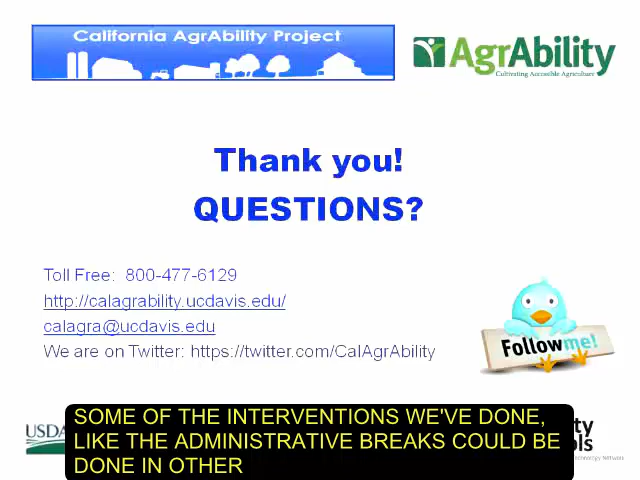 California AgrAbility Project
AgrAbility
Cultivating Accessible Agriculture
Thank you!
QUESTIONS?
Toll Free:  800-477-6129
http://calagrability.ucdavis.edu/
calagra@ucdavis.edu
We are on Twitter: https://twitter.com/CalAgrAbility
Follow me!
SOME OF THE INTERVENTIONS WE'VE DONE,
LIKE THE ADMINISTRATIVE BREAKS COULD BE
DONE IN OTHER
USDA